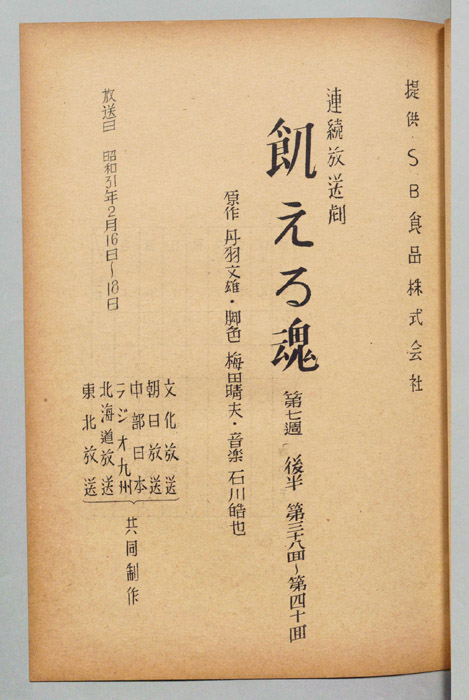 提供・SB食品株式会社
連続放送劇
飢える魂
第七週 後半 第三十八回〜第四十回
原作 丹羽文雄・脚色 梅田晴夫・音楽 石川皓也
放送日 昭和31年2月16日〜18日
文化放送
朝日放送
中部日本
ラジオ九州
北海道放送
東北放送
共同制作